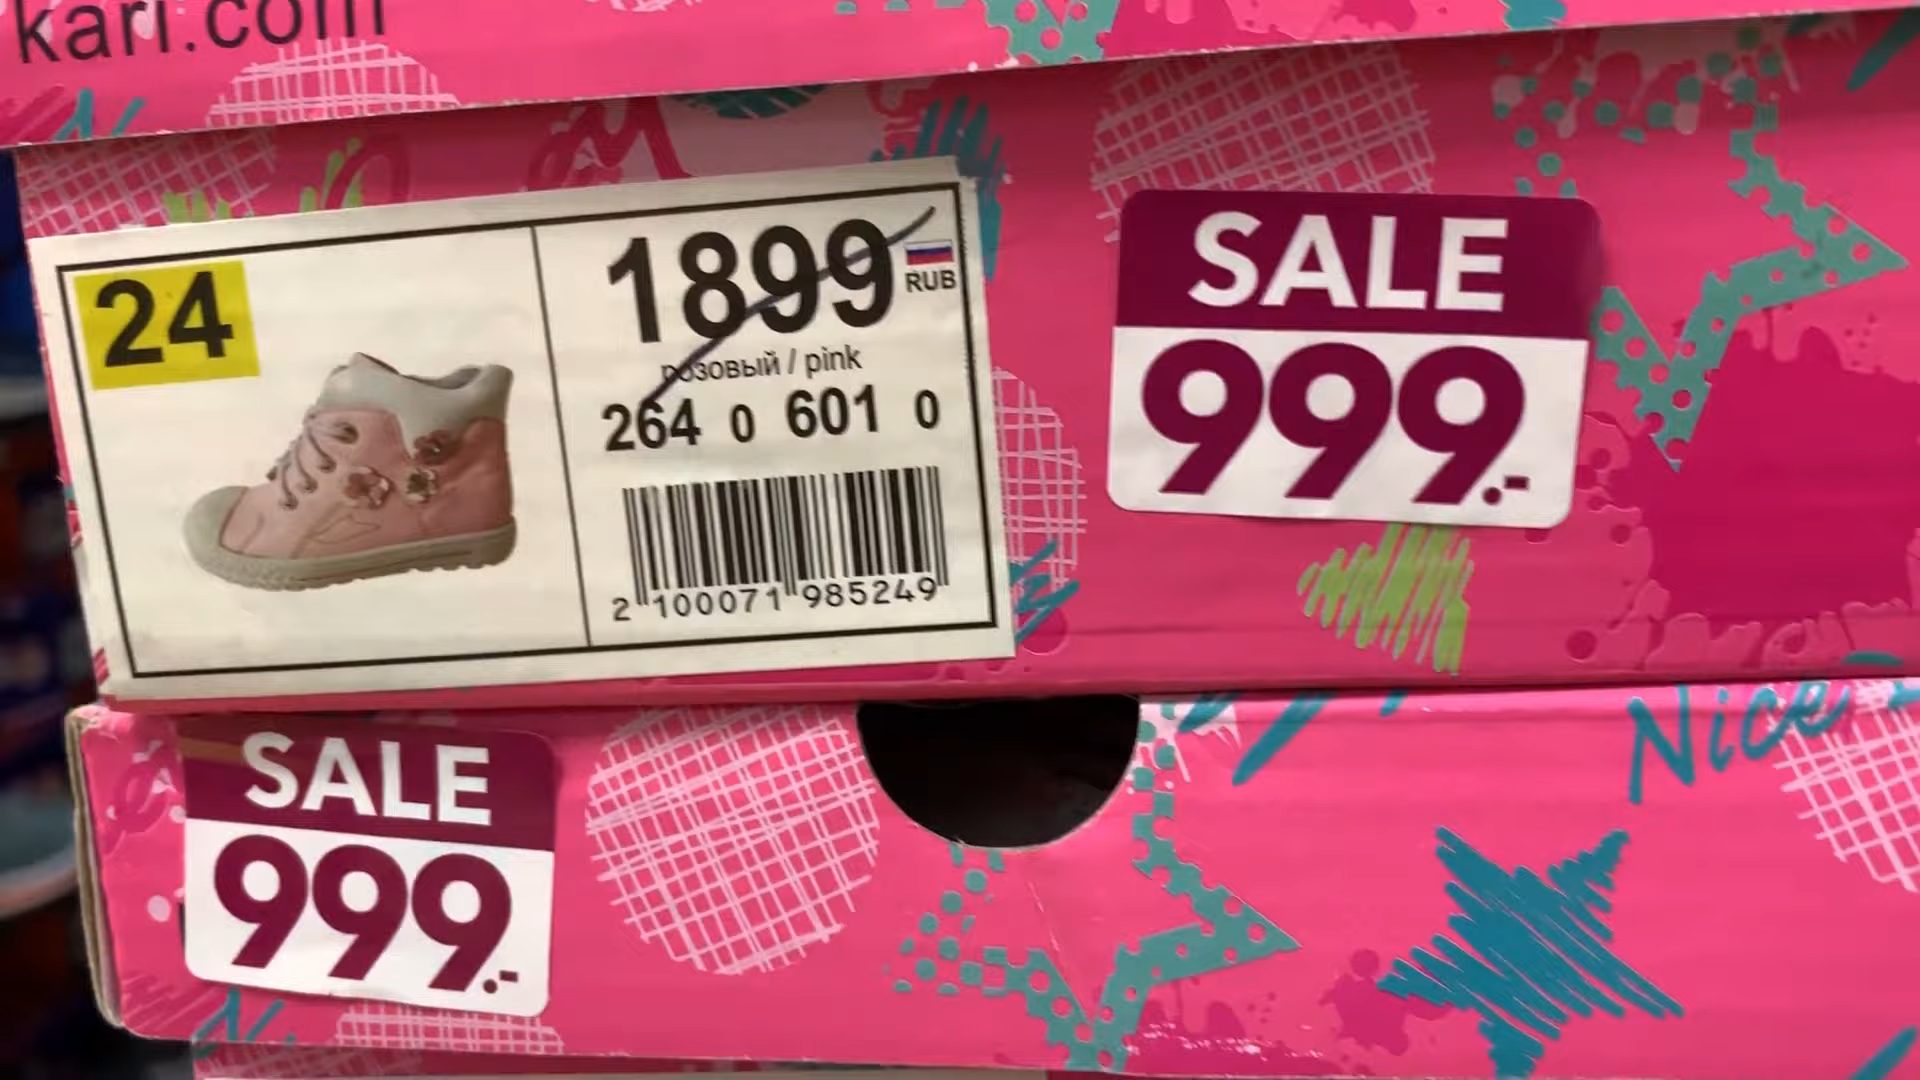 kari.com
24
1899
RUB
розовый / pink
264 0 601 0
2 100071 985249
SALE
999.-
Nice
SALE
999.-